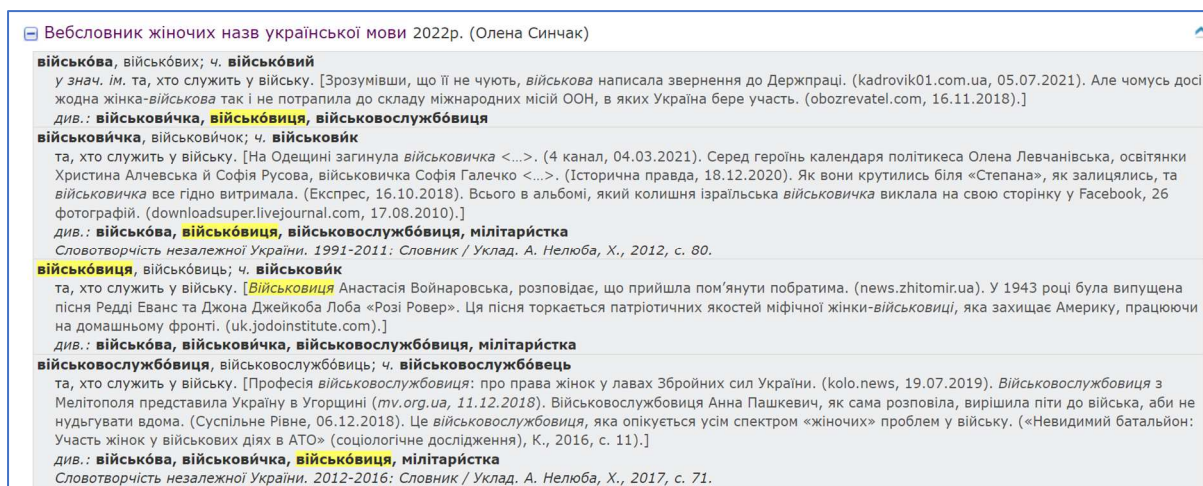 Вебсловник жіночих назв української мови 2022р. (Олена Синчак)
військо́ва, військо́вих; ч. військо́вий
у знач. ім. та, хто служить у війську. [Зрозумівши, що її не чують, військова написала звернення до Держпраці. (kadrovik01.com.ua, 05.07.2021). Але чомусь досі
жодна жінка-військова так і не потрапила до складу міжнародних місій ООН, в яких Україна бере участь. (obozrevatel.com, 16.11.2018).]
див.: військови́чка, військо́виця, військовослужбо́виця
військови́чка, військови́чок; ч. військови́к
та, хто служить у війську. [На Одещині загинула військовичка <...>. (4 канал, 04.03.2021). Серед героїнь календаря політикеса Олена Левчанівська, освітянки
Христина Алчевська й Софія Русова, військовичка Софія Галечко <...>. (Історична правда, 18.12.2020). Як вони крутились біля «Степана», як залицялись, та
військовичка все гідно витримала. (Експрес, 16.10.2018). Всього в альбомі, який колишня ізраїльська військовичка виклала на свою сторінку у Facebook, 26
фотографій. (downloadsuper.livejournal.com, 17.08.2010).]
див.: військо́ва, військо́виця, військовослужбо́виця, мілітари́стка
Словотворчість незалежної України. 1991-2011: Словник / Уклад. А. Нелюба, Х., 2012, с. 80.
військо́виця, військо́виць; ч. військови́к
та, хто служить у війську. [Військовиця Анастасія Войнаровська, розповідає, що прийшла пом’янути побратима. (news.zhitomir.ua). У 1943 році була випущена
пісня Редді Еванс та Джона Джейкоба Лоба «Розі Ровер». Ця пісня торкається патріотичних якостей міфічної жінки-військовиці, яка захищає Америку, працюючи
на домашньому фронті. (uk.jodoinstitute.com).]
див.: військо́ва, військови́чка, військовослужбо́виця, мілітари́стка
військовослужбо́виця, військовослужбо́виць; ч. військовослужбо́вець
та, хто служить у війську. [Професія військовослужбовиця: про права жінок у лавах Збройних сил України. (kolo.news, 19.07.2019). Військовослужбовиця з
Мелітополя представила Україну в Угорщині (mv.org.ua, 11.12.2018). Військовослужбовиця Анна Пашкевич, як сама розповіла, вирішила піти до війська, аби не
нудьгувати вдома. (Суспільне Рівне, 06.12.2018). Це військовослужбовиця, яка опікується усім спектром «жіночих» проблем у війську. («Невидимий батальйон:
Участь жінок у військових діях в АТО» (соціологічне дослідження), К., 2016, с. 11).]
див.: військо́ва, військови́чка, військо́виця, мілітари́стка
Словотворчість незалежної України. 2012-2016: Словник / Уклад. А. Нелюба, Х., 2017, с. 71.